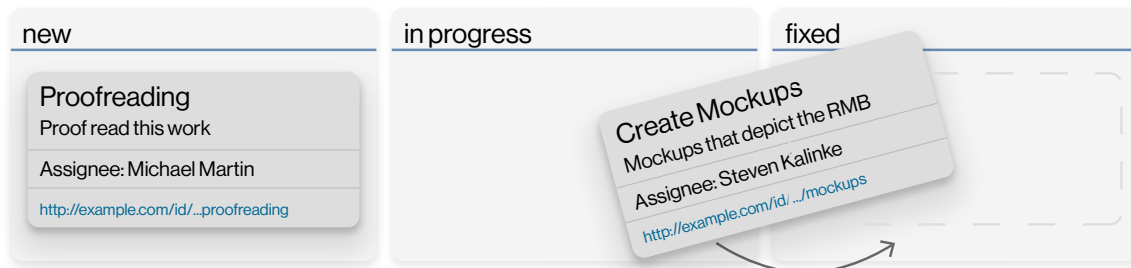 new
Proofreading
Proof read this work
Assignee: Michael Martin
http://example.com/id/...proofreading
in progress
fixed
Create Mockups
Mockups that depict the RMB
Assignee: Steven Kalinke
http://example.com/id/.../mockups